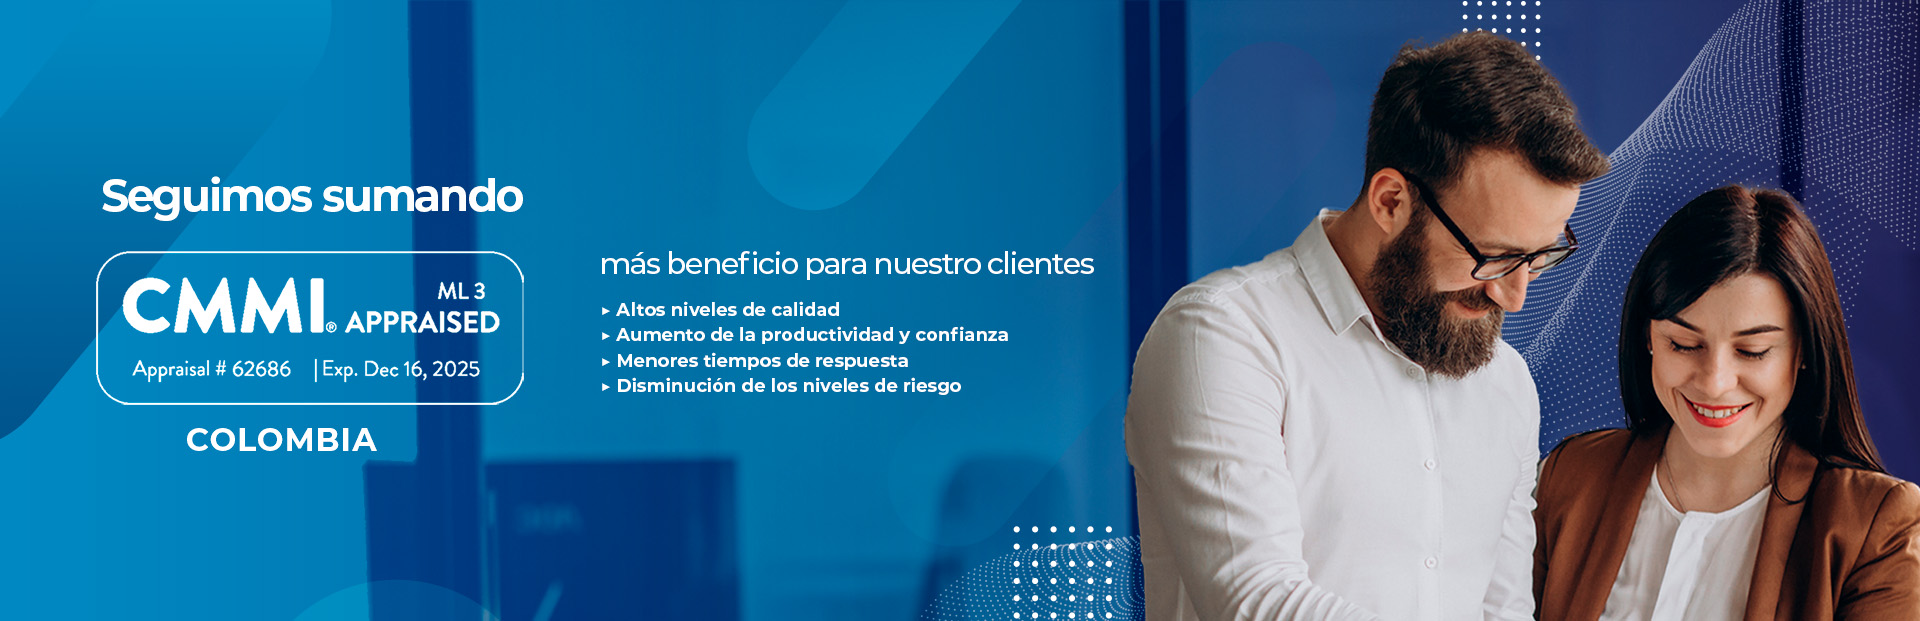 Seguimos sumando
CMMI® ML 3 APPRAISED
Appraisal # 62686 | Exp. Dec 16, 2025
COLOMBIA
más beneficio para nuestro clientes
▸ Altos niveles de calidad
▸ Aumento de la productividad y confianza
▸ Menores tiempos de respuesta
▸ Disminución de los niveles de riesgo